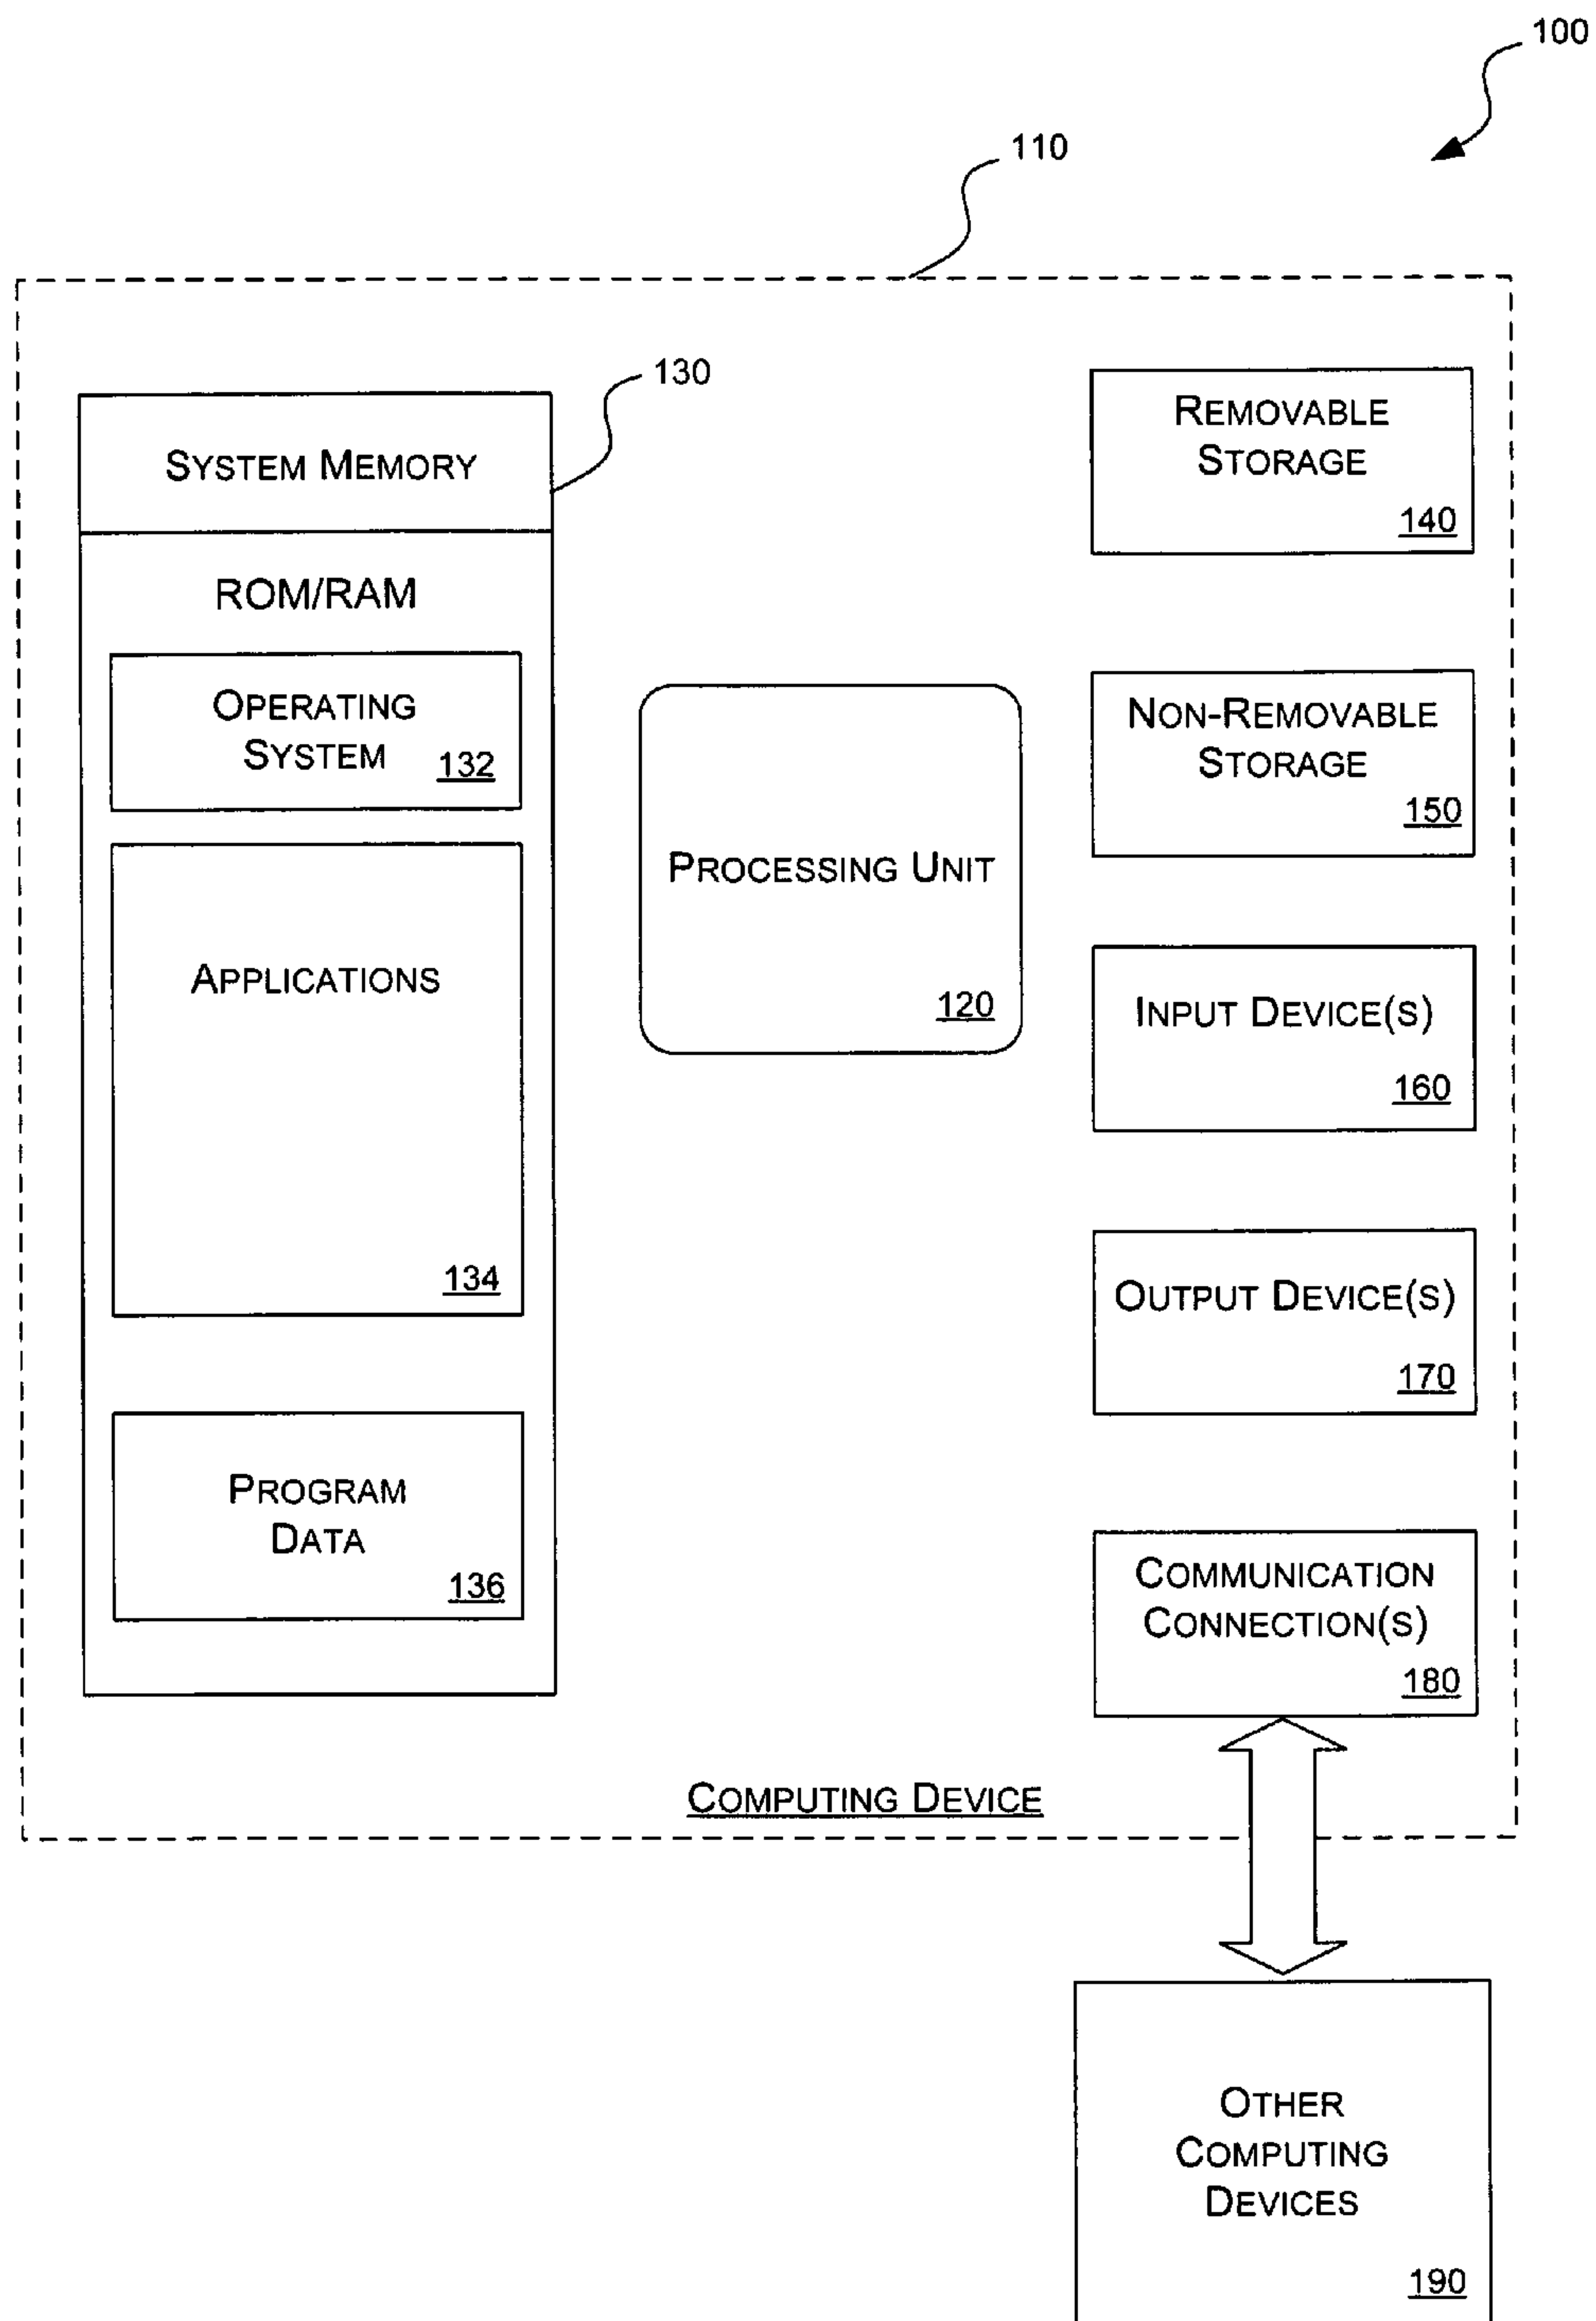 100
110
130
SYSTEM MEMORY
ROM/RAM
OPERATING
SYSTEM
132
APPLICATIONS
134
PROGRAM
DATA
136
PROCESSING UNIT
120
REMOVABLE
STORAGE
140
NON-REMOVABLE
STORAGE
150
INPUT DEVICE(S)
160
OUTPUT DEVICE(S)
170
COMMUNICATION
CONNECTION(S)
180
COMPUTING DEVICE
OTHER
COMPUTING
DEVICES
190